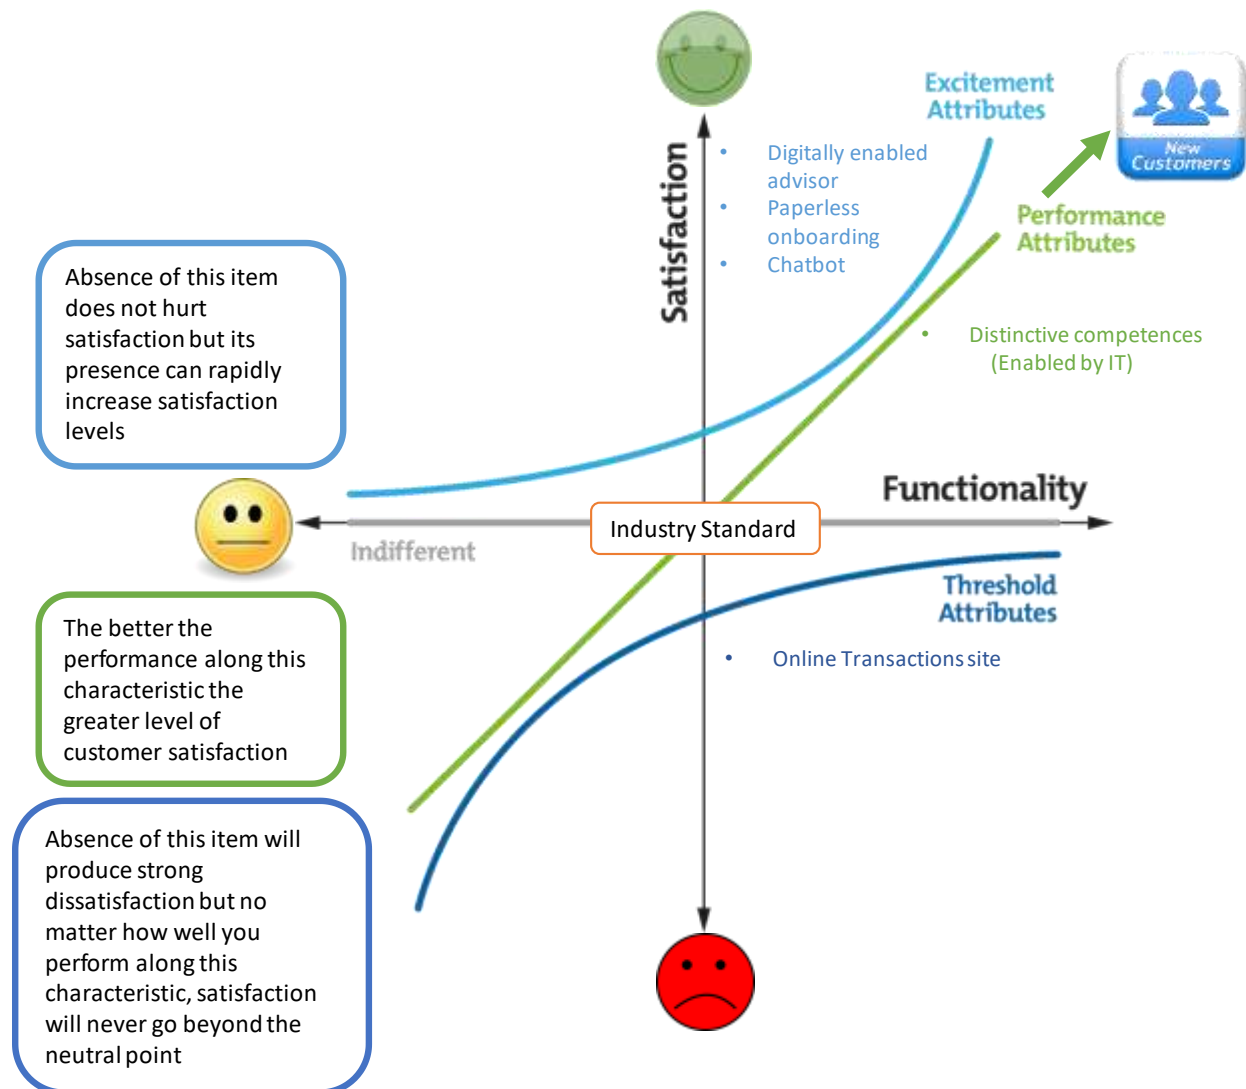 Excitement
Attributes
New
Customers
Satisfaction
• Digitally enabled
advisor
• Paperless
onboarding
• Chatbot
Performance
Attributes
Absence of this item
does not hurt
satisfaction but its
presence can rapidly
increase satisfaction
levels
• Distinctive competences
(Enabled by IT)
Functionality
Industry Standard
Indifferent
Threshold
Attributes
The better the
performance along this
characteristic the
greater level of
customer satisfaction
• Online Transactions site
Absence of this item will
produce strong
dissatisfaction but no
matter how well you
perform along this
characteristic, satisfaction
will never go beyond the
neutral point